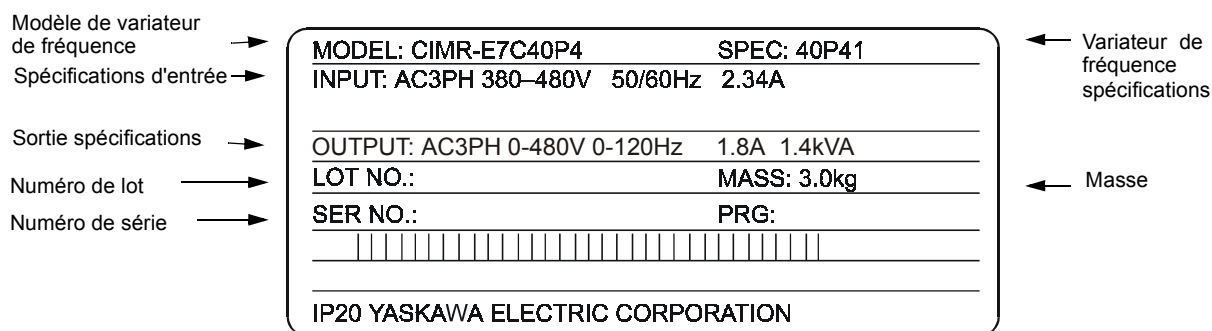 Modèle de variateur
de fréquence
MODEL: CIMR-E7C40P4 SPEC: 40P41
Variateur de
fréquence
spécifications
Spécifications d'entrée
INPUT: AC3PH 380–480V 50/60Hz 2.34A
Sortie spécifications
OUTPUT: AC3PH 0-480V 0-120Hz 1.8A 1.4kVA
Numéro de lot
LOT NO.: MASS: 3.0kg
Masse
Numéro de série
SER NO.: PRG:
IP20 YASKAWA ELECTRIC CORPORATION